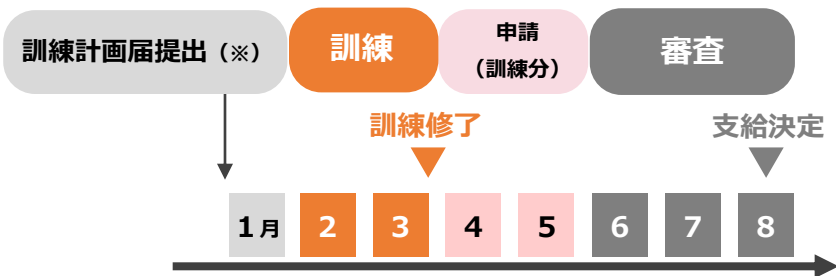 訓練計画届提出（※）
訓練
申請
（訓練分）
審査
訓練修了
支給決定
1月 2 3 4 5 6 7 8